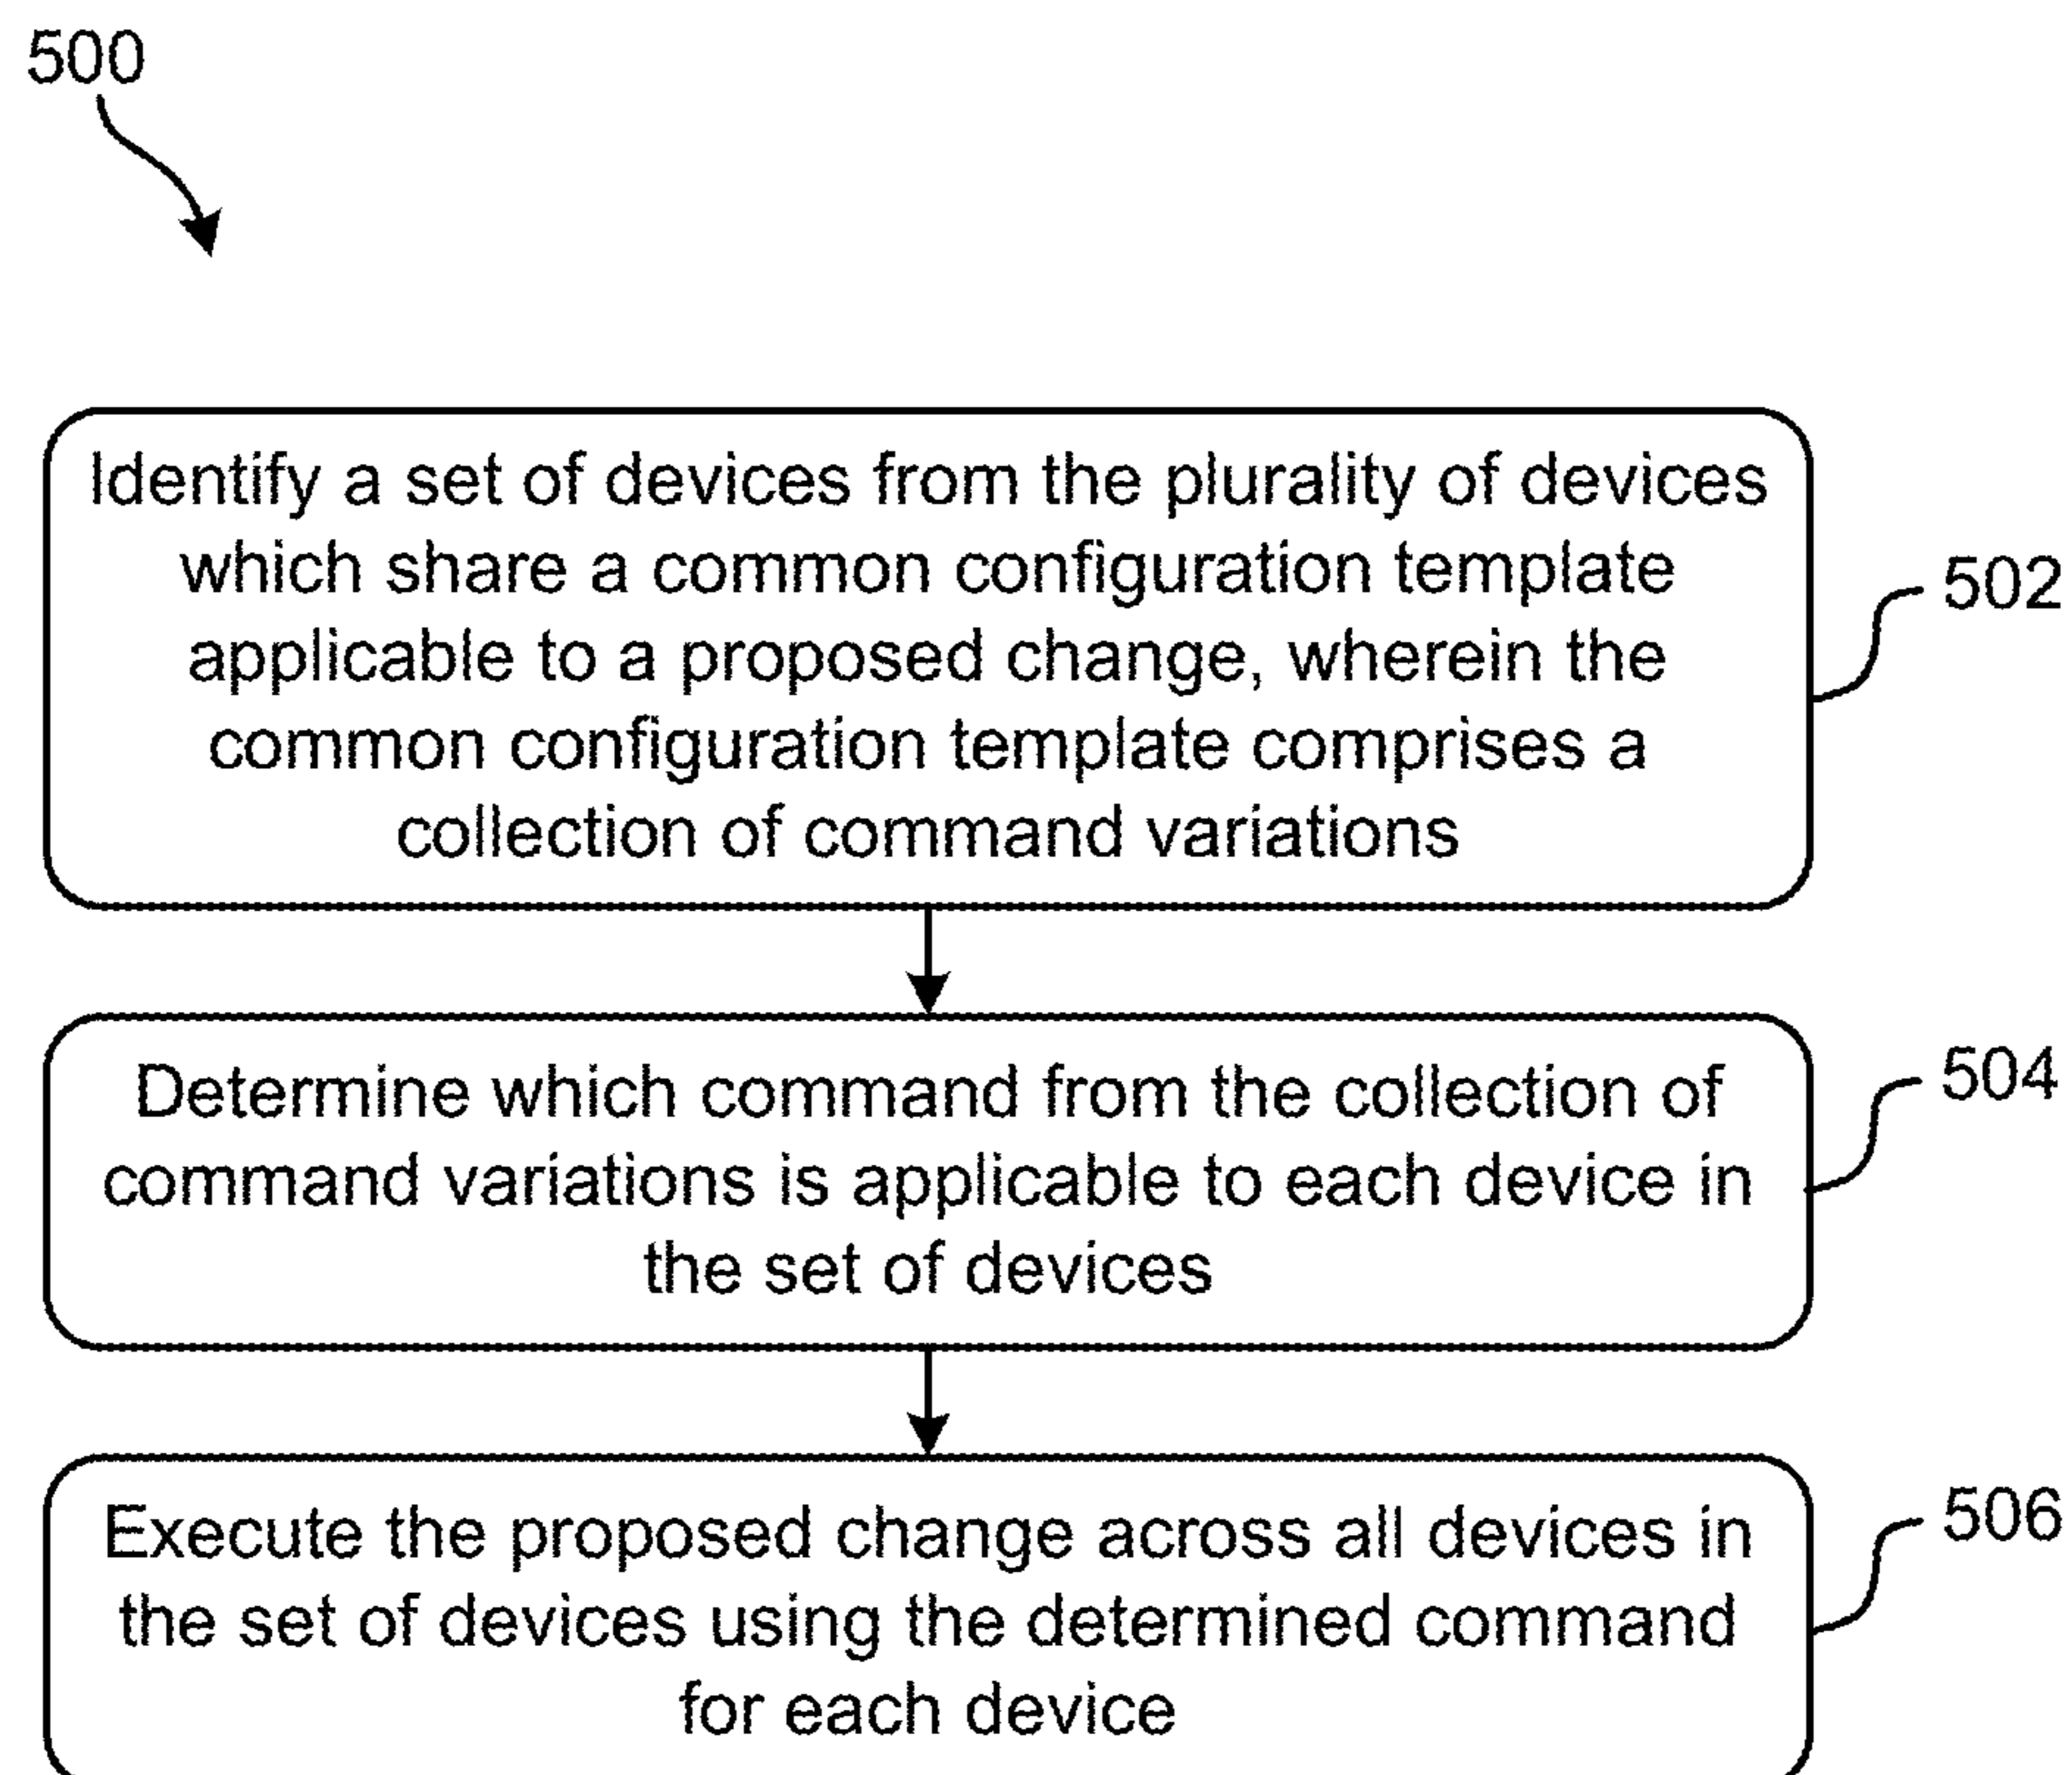 500
Identify a set of devices from the plurality of devices
which share a common configuration template
applicable to a proposed change, wherein the
common configuration template comprises a
collection of command variations
502
Determine which command from the collection of
command variations is applicable to each device in
the set of devices
504
Execute the proposed change across all devices in
the set of devices using the determined command
for each device
506